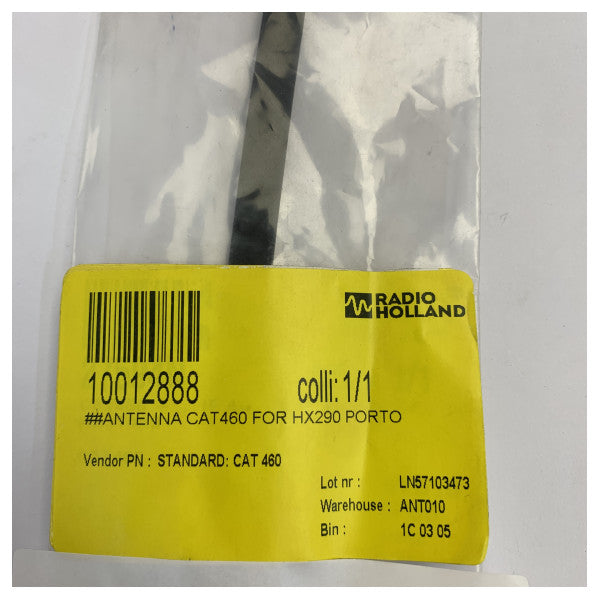 RADIO
HOLLAND
10012888 colli: 1/1
##ANTENNA CAT460 FOR HX290 PORTO
Vendor PN : STANDARD: CAT 460
Lot nr : LN57103473
Warehouse : ANT010
Bin : 1C 03 05